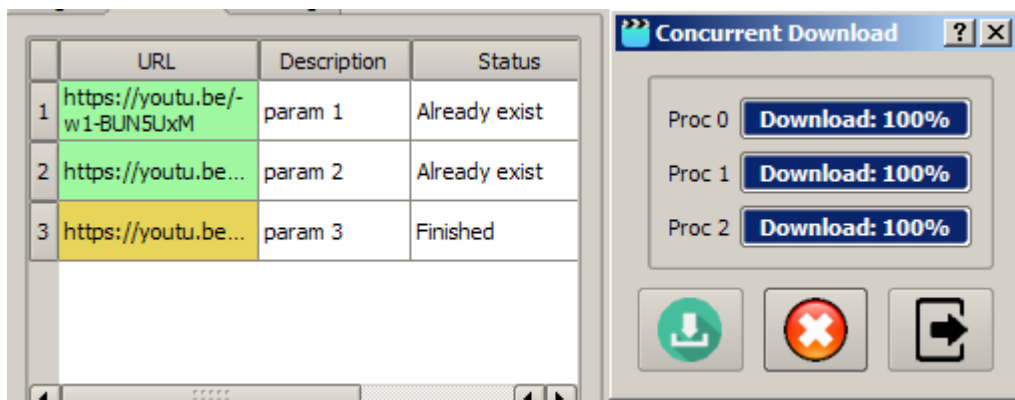 URL Description Status
1 https://youtu.be/-
w1-BUN5UxM param 1 Already exist
2 https://youtu.be... param 2 Already exist
3 https://youtu.be... param 3 Finished
Concurrent Download
Proc 0 Download: 100%
Proc 1 Download: 100%
Proc 2 Download: 100%